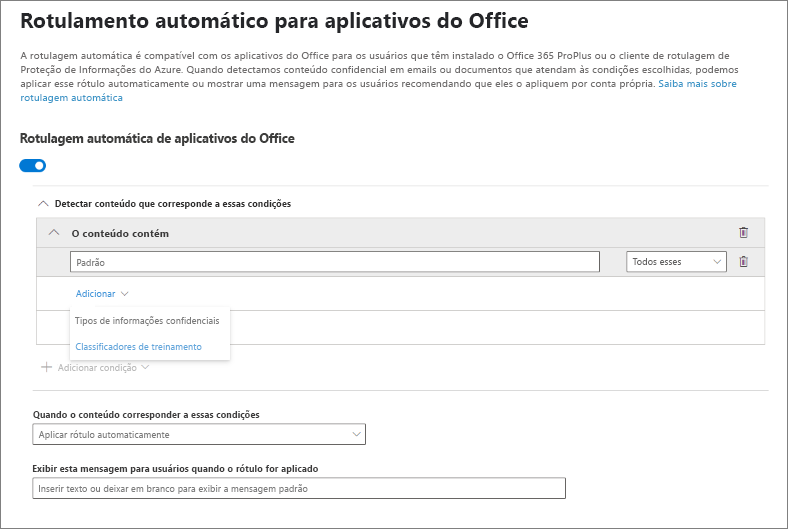 Rotulamento automático para aplicativos do Office
A rotulagem automática é compatível com os aplicativos do Office para os usuários que têm instalado o Office 365 ProPlus ou o cliente de rotulagem de
Proteção de Informações do Azure. Quando detectamos conteúdo confidencial em emails ou documentos que atendam às condições escolhidas, podemos
aplicar esse rótulo automaticamente ou mostrar uma mensagem para os usuários recomendando que eles o apliquem por conta própria. Saiba mais sobre
rotulagem automática
Rotulagem automática de aplicativos do Office
Detectar conteúdo que corresponde a essas condições
O conteúdo contém
Padrão
Todos esses
Adicionar
Tipos de informações confidenciais
Classificadores de treinamento
Adicionar condição
Quando o conteúdo corresponder a essas condições
Aplicar rótulo automaticamente
Exibir esta mensagem para usuários quando o rótulo for aplicado
Inserir texto ou deixar em branco para exibir a mensagem padrão